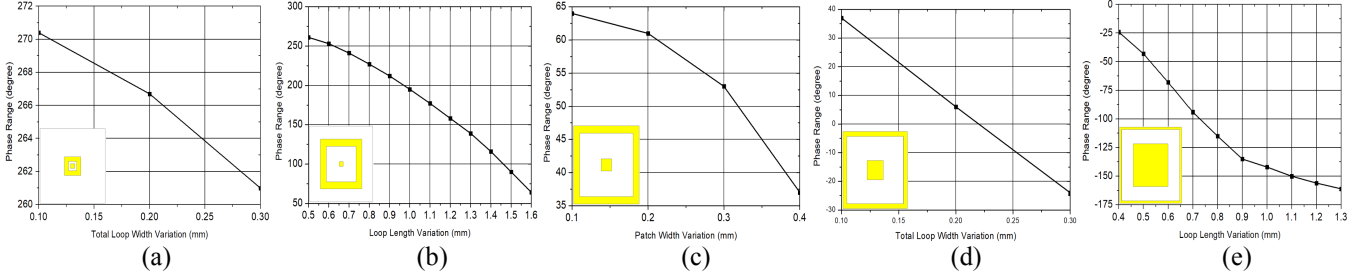 272
270
268
266
264
262
260
Phase Range (degree)
0.10 0.15 0.20 0.25 0.30
Total Loop Width Variation (mm)
(a)
300
250
200
150
100
50
Phase Range (degree)
0.5 0.6 0.7 0.8 0.9 1.0 1.1 1.2 1.3 1.4 1.5 1.6
Loop Length Variation (mm)
(b)
65
60
55
50
45
40
35
Phase Range (degree)
0.1 0.2 0.3 0.4
Patch Width Variation (mm)
(c)
40
30
20
10
0
-10
-20
-30
Phase Range (degree)
0.10 0.15 0.20 0.25 0.30
Total Loop Width Variation (mm)
(d)
0
-25
-50
-75
-100
-125
-150
-175
Phase Range (degree)
0.4 0.5 0.6 0.7 0.8 0.9 1.0 1.1 1.2 1.3
Loop Length Variation (mm)
(e)